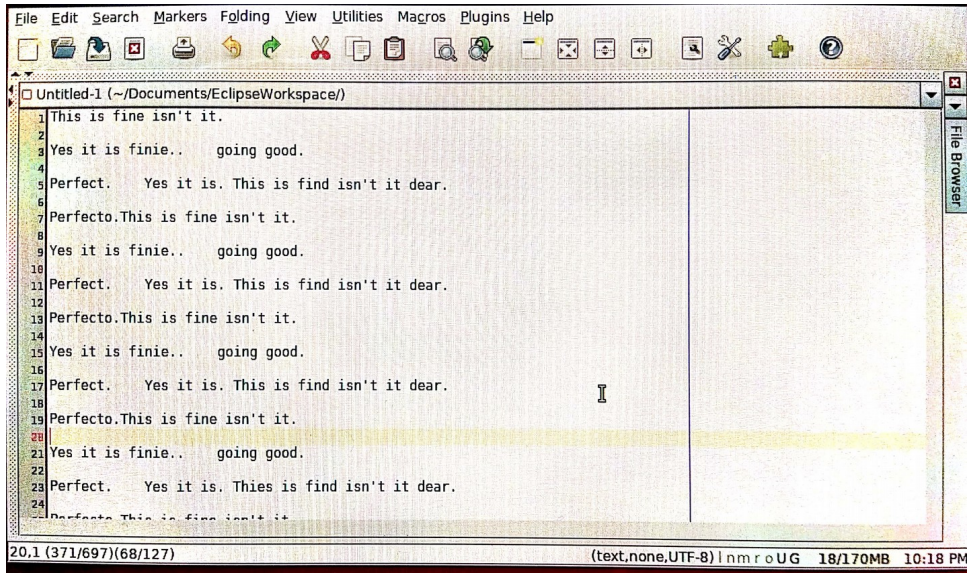 File Edit Search Markers Folding View Utilities Macros Plugins Help
Untitled-1 (~/Documents/EclipseWorkspace/)
File Browser
1 This is fine isn't it.
2
3 Yes it is finie.. going good.
4
5 Perfect. Yes it is. This is find isn't it dear.
6
7 Perfecto.This is fine isn't it.
8
9 Yes it is finie.. going good.
10
11 Perfect. Yes it is. This is find isn't it dear.
12
13 Perfecto.This is fine isn't it.
14
15 Yes it is finie.. going good.
16
17 Perfect. Yes it is. This is find isn't it dear.
18
19 Perfecto.This is fine isn't it.
20
21 Yes it is finie.. going good.
22
23 Perfect. Yes it is. Thies is find isn't it dear.
24
Perfecto This is fine isn't it
20,1 (371/697)(68/127) (text,none,UTF-8) l n m r o U G 18/170MB 10:18 PM